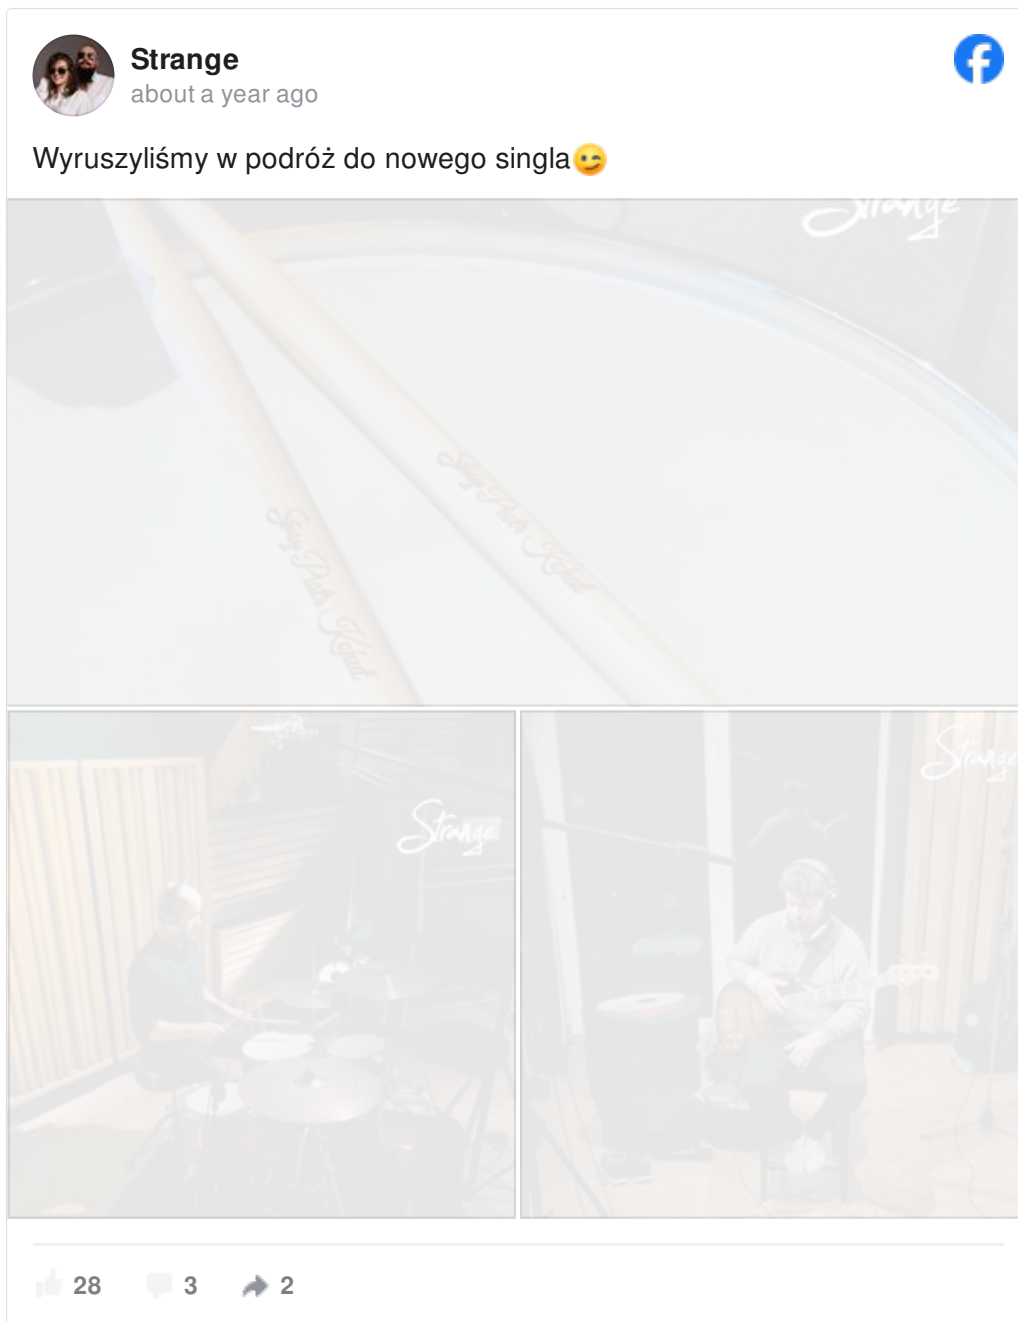 Strange
about a year ago
Wyruszyliśmy w podróż do nowego singla😉
Strange
Strange
Strange
28
3
2